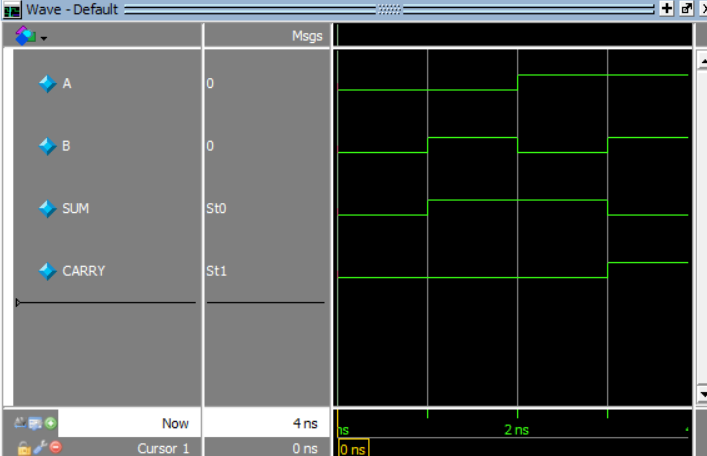 Wave - Default
Msgs
A 0
B 0
SUM St0
CARRY St1
Now 4 ns ns 2 ns
Cursor 1 0 ns 0 ns